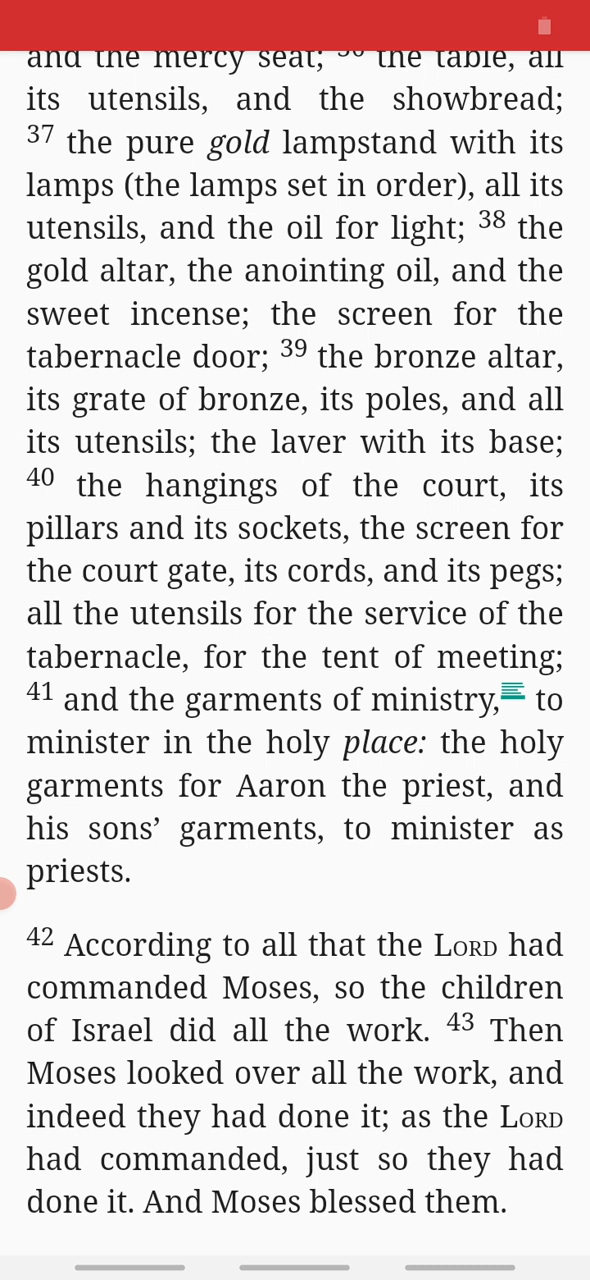 and the mercy seat; 36 the table, all
its utensils, and the showbread;
37 the pure gold lampstand with its
lamps (the lamps set in order), all its
utensils, and the oil for light; 38 the
gold altar, the anointing oil, and the
sweet incense; the screen for the
tabernacle door; 39 the bronze altar,
its grate of bronze, its poles, and all
its utensils; the laver with its base;
40 the hangings of the court, its
pillars and its sockets, the screen for
the court gate, its cords, and its pegs;
all the utensils for the service of the
tabernacle, for the tent of meeting;
41 and the garments of ministry, to
minister in the holy place: the holy
garments for Aaron the priest, and
his sons’ garments, to minister as
priests.
42 According to all that the LORD had
commanded Moses, so the children
of Israel did all the work. 43 Then
Moses looked over all the work, and
indeed they had done it; as the LORD
had commanded, just so they had
done it. And Moses blessed them.